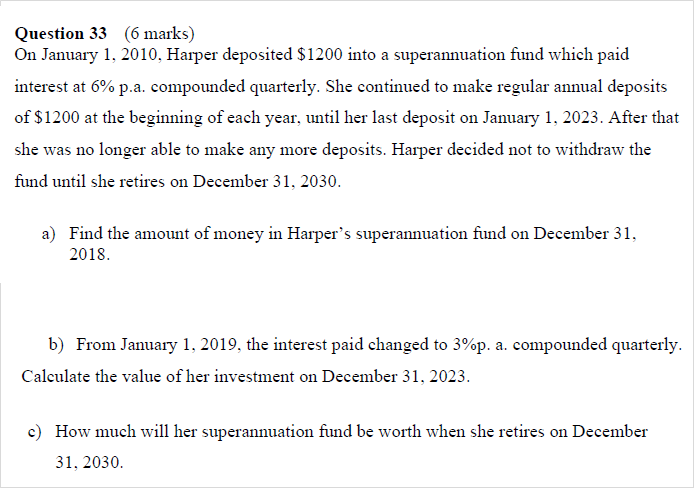 Question 33 (6 marks)
On January 1, 2010, Harper deposited $1200 into a superannuation fund which paid
interest at 6% p.a. compounded quarterly. She continued to make regular annual deposits
of $1200 at the beginning of each year, until her last deposit on January 1, 2023. After that
she was no longer able to make any more deposits. Harper decided not to withdraw the
fund until she retires on December 31, 2030.
a) Find the amount of money in Harper's superannuation fund on December 31,
2018.
b) From January 1, 2019, the interest paid changed to 3%p. a. compounded quarterly.
Calculate the value of her investment on December 31, 2023.
c) How much will her superannuation fund be worth when she retires on December
31, 2030.